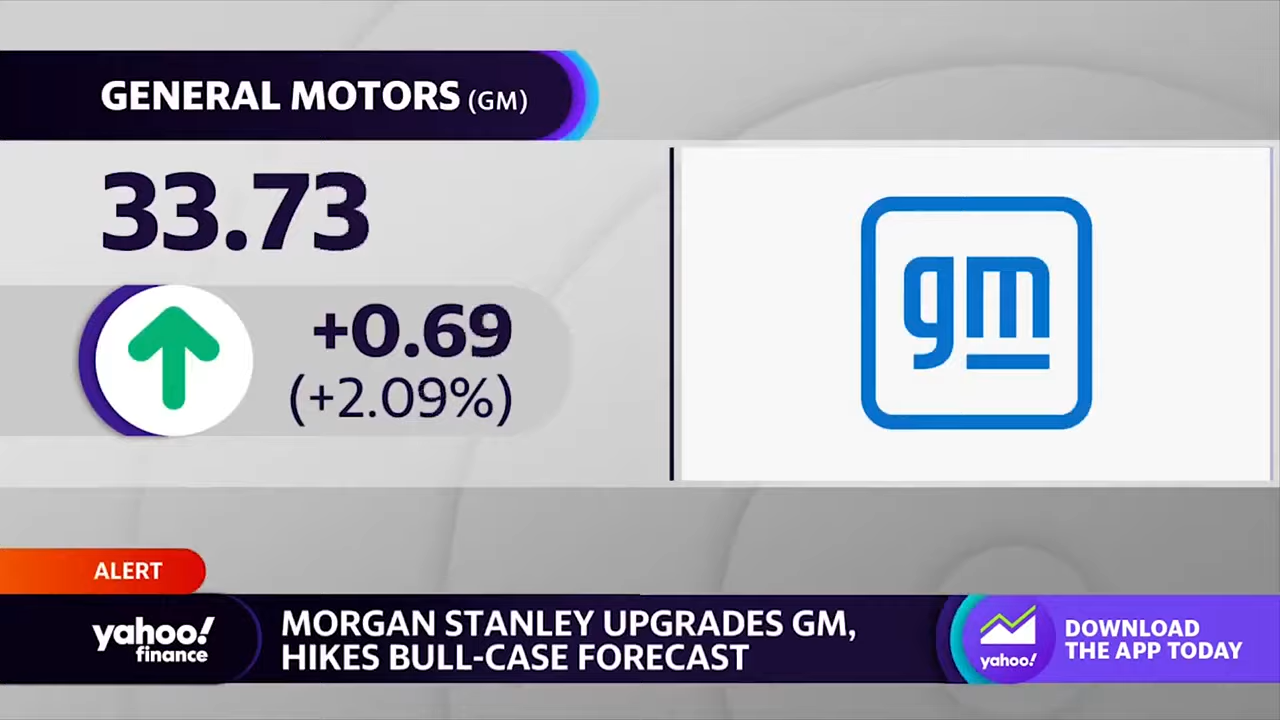 GENERAL MOTORS (GM)
33.73
+0.69
(+2.09%)
gm
ALERT
yahoo!
finance
MORGAN STANLEY UPGRADES GM,
HIKES BULL-CASE FORECAST
yahoo!
DOWNLOAD
THE APP TODAY